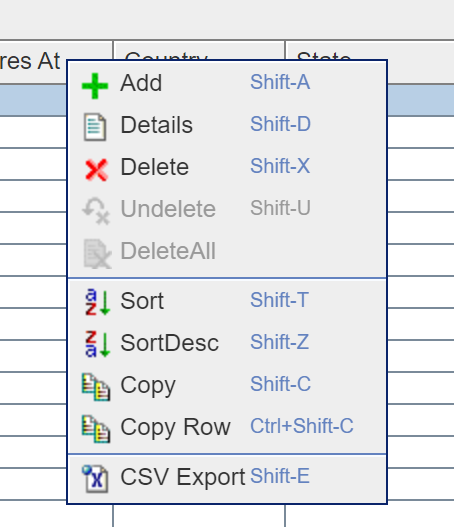 res At Country State
Add Shift-A
Details Shift-D
Delete Shift-X
Undelete Shift-U
DeleteAll
Sort Shift-T
SortDesc Shift-Z
Copy Shift-C
Copy Row Ctrl+Shift-C
CSV Export Shift-E